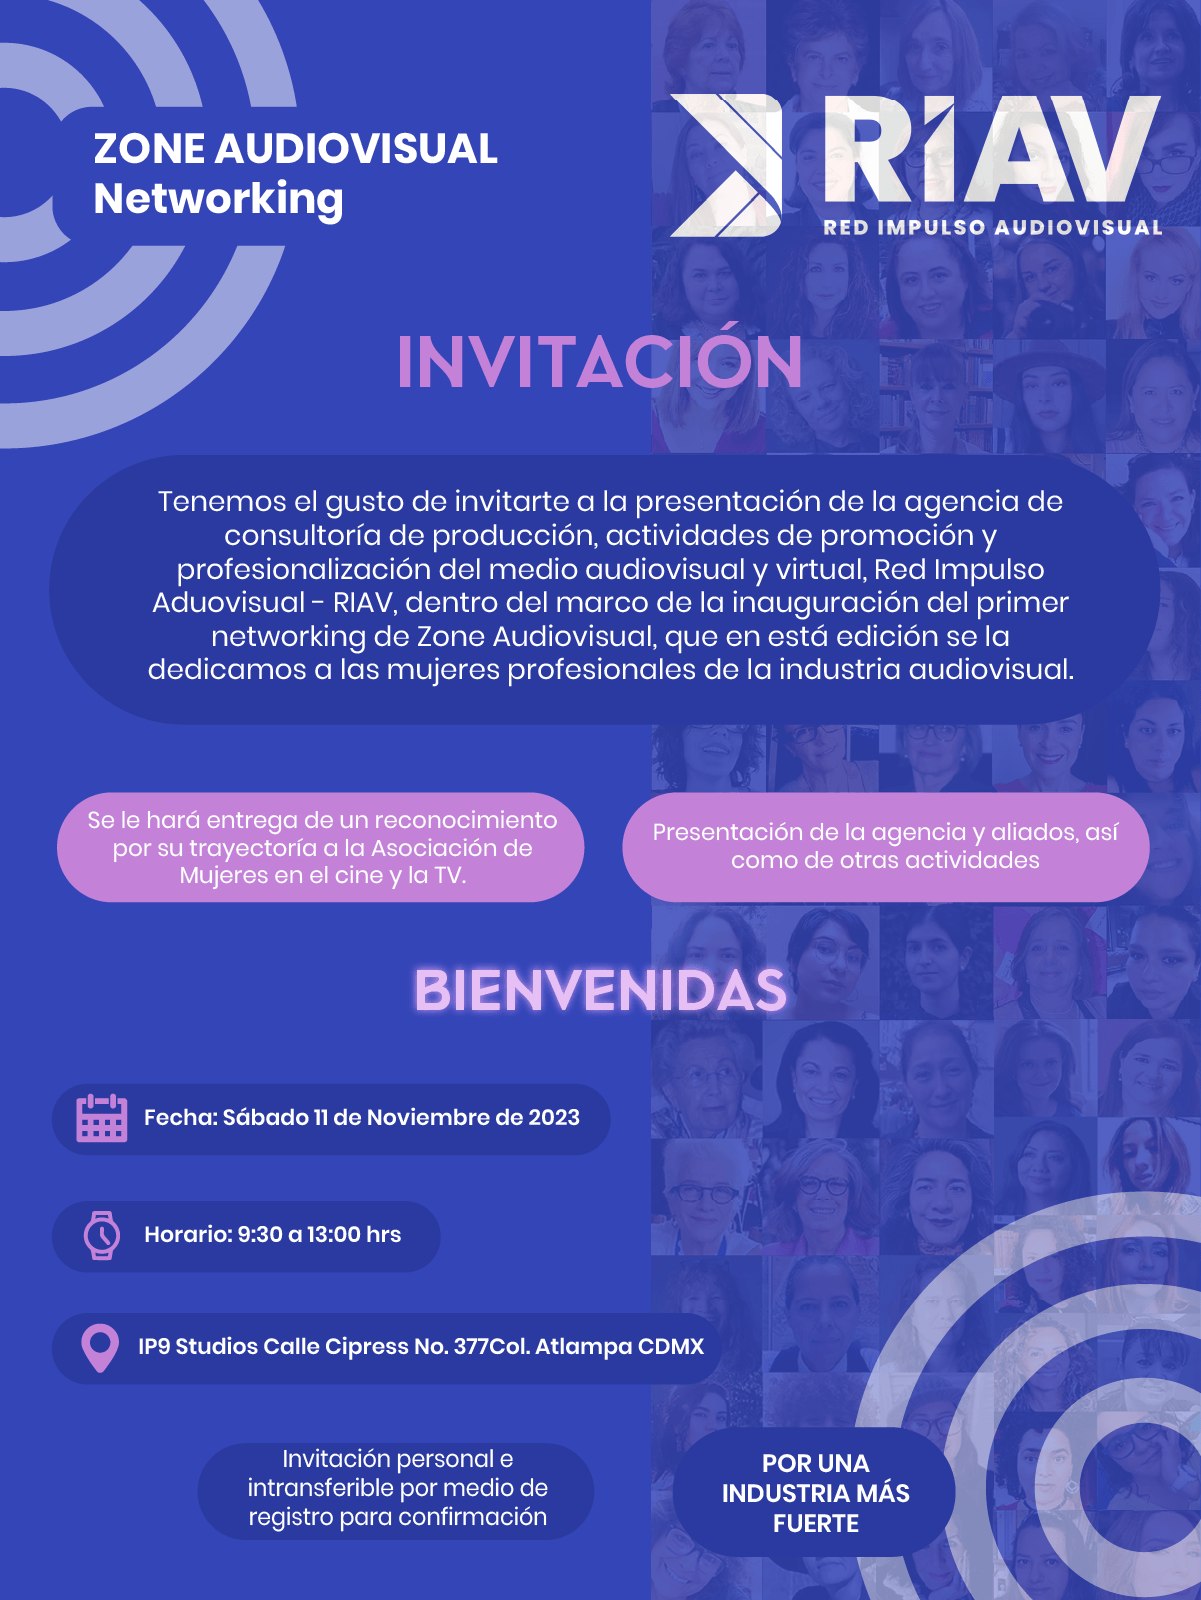 ZONE AUDIOVISUAL
Networking
RIAV
RED IMPULSO AUDIOVISUAL
INVITACIÓN
Tenemos el gusto de invitarte a la presentación de la agencia de
consultoría de producción, actividades de promoción y
profesionalización del medio audiovisual y virtual, Red Impulso
Aduovisual - RIAV, dentro del marco de la inauguración del primer
networking de Zone Audiovisual, que en está edición se la
dedicamos a las mujeres profesionales de la industria audiovisual.
Se le hará entrega de un reconocimiento
por su trayectoría a la Asociación de
Mujeres en el cine y la TV.
Presentación de la agencia y aliados, así
como de otras actividades
BIENVENIDAS
Fecha: Sábado 11 de Noviembre de 2023
Horario: 9:30 a 13:00 hrs
IP9 Studios Calle Cipress No. 377Col. Atlampa CDMX
Invitación personal e
intransferible por medio de
registro para confirmación
POR UNA
INDUSTRIA MÁS
FUERTE